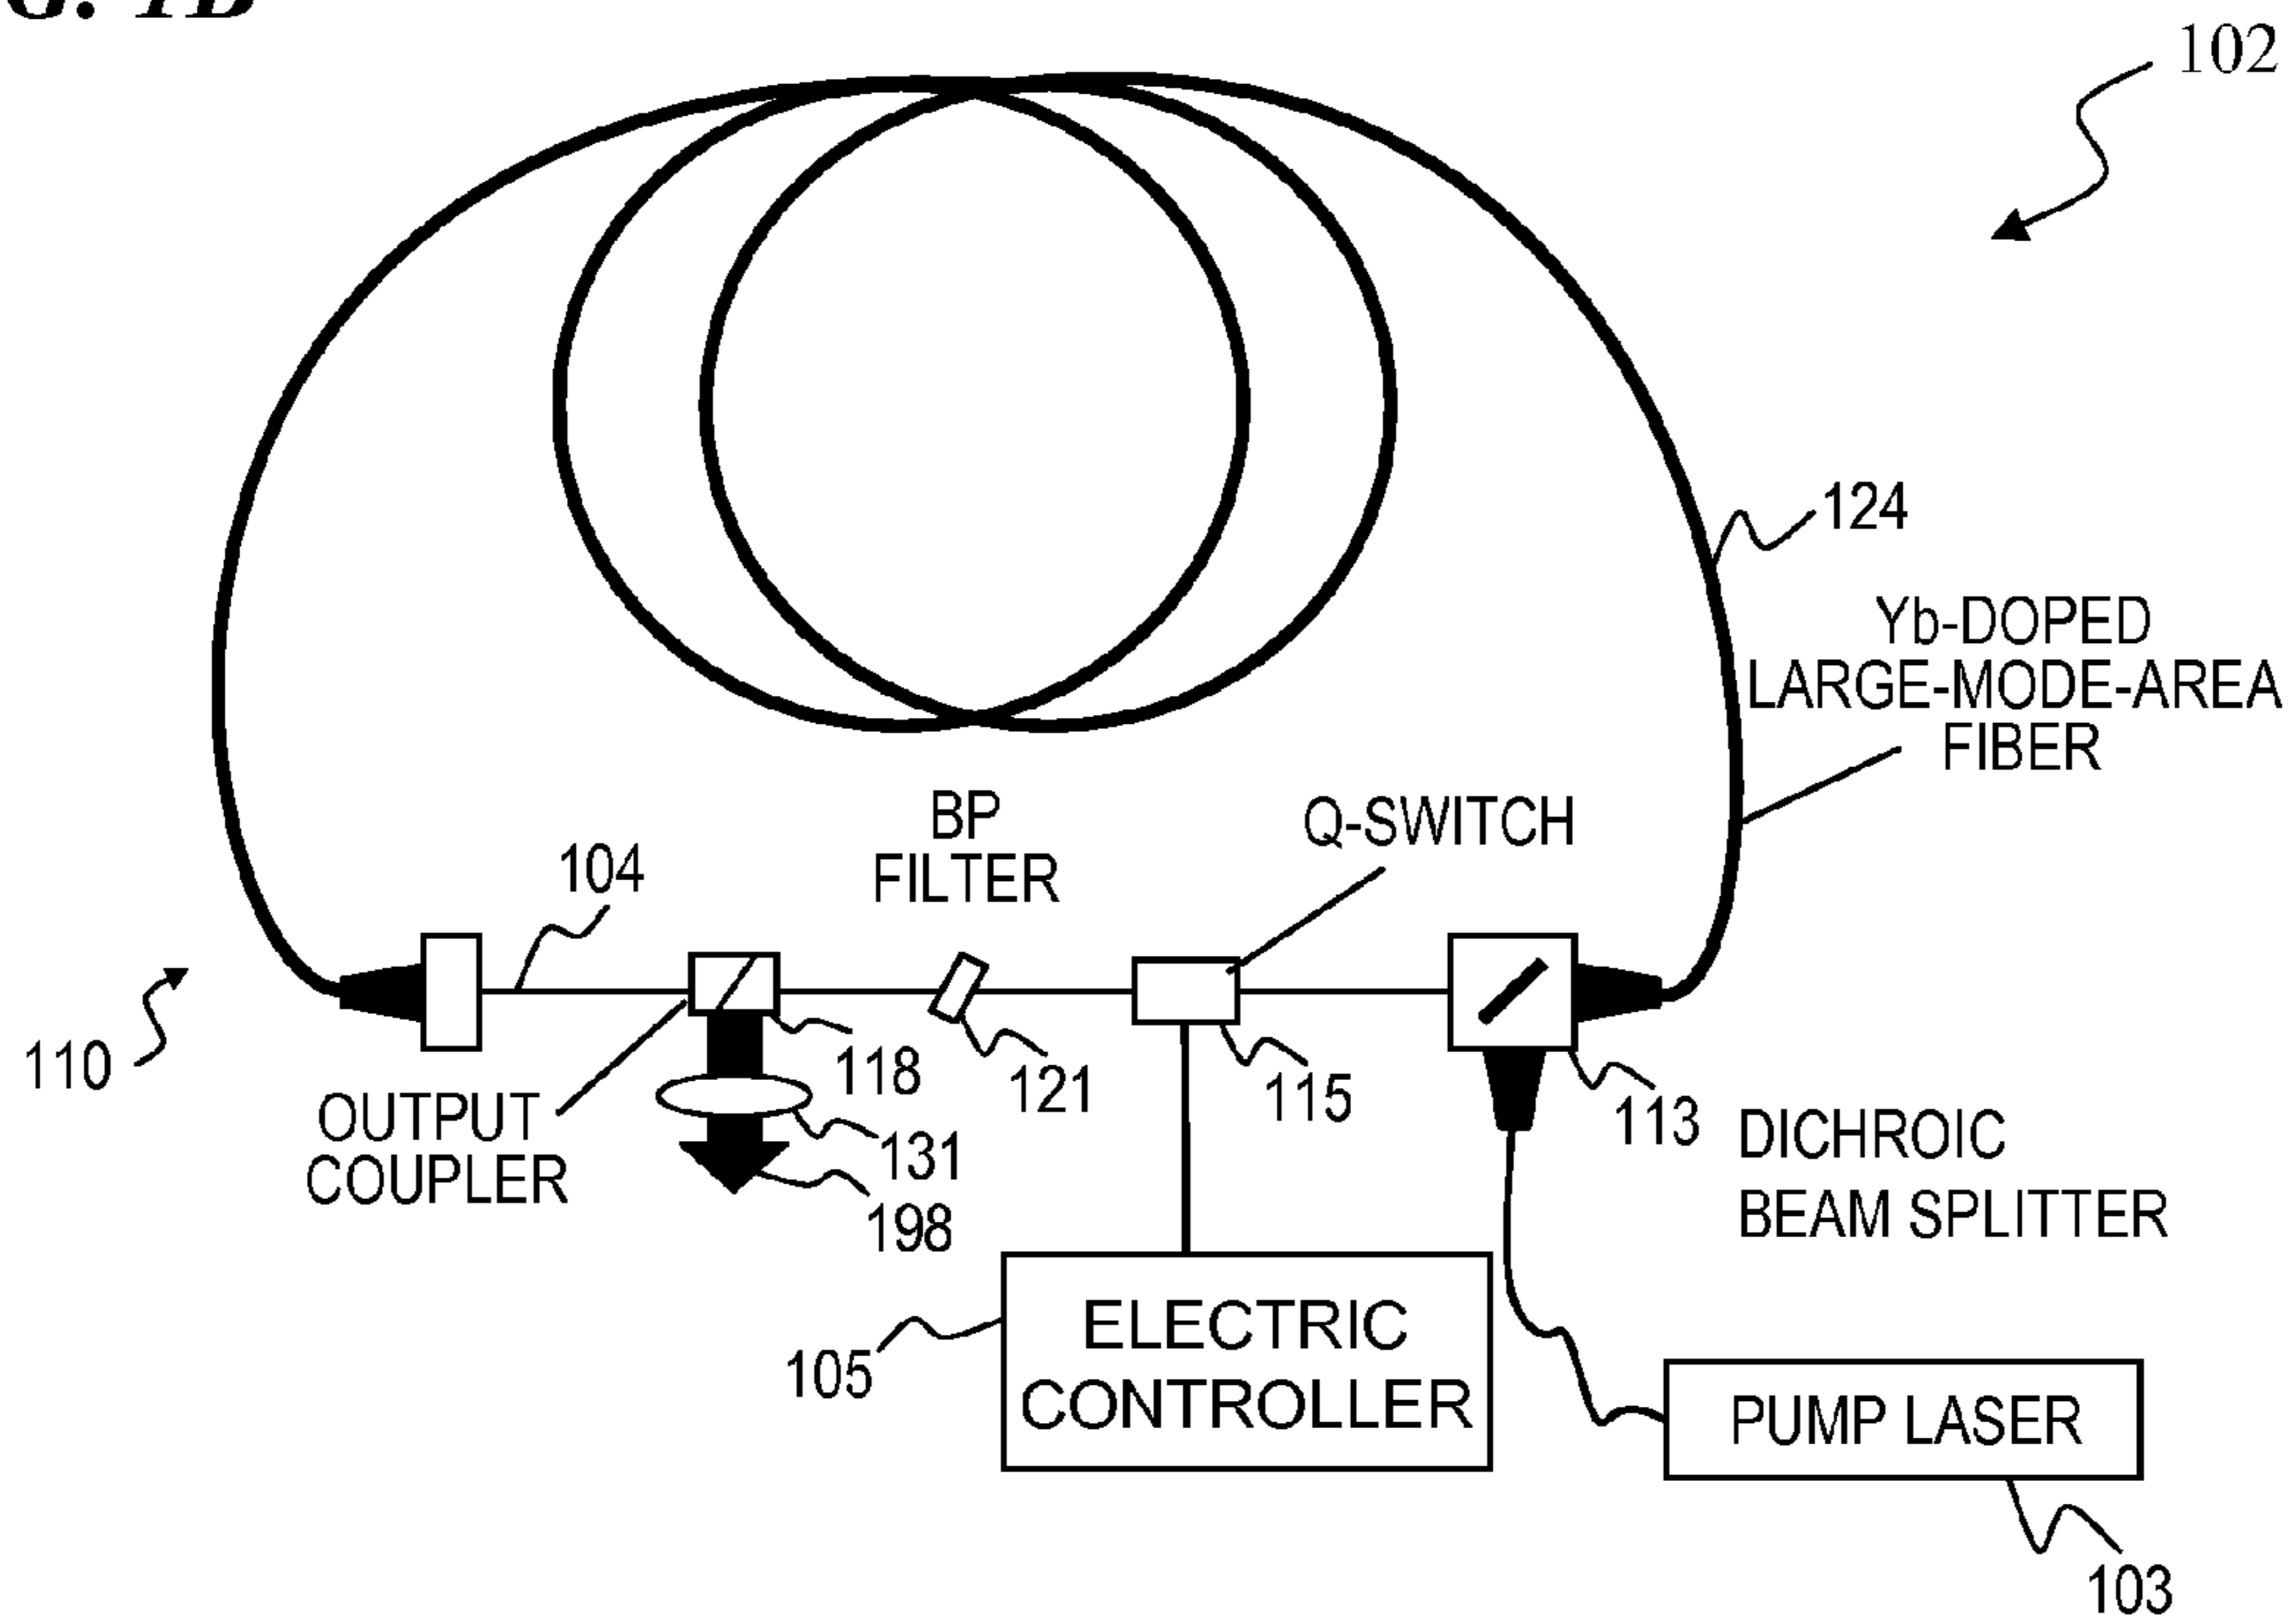 G. 1B
102
124
Yb-DOPED
LARGE-MODE-AREA
FIBER
BP
FILTER
Q-SWITCH
104
110
OUTPUT
COUPLER
118
131
198
121
115
113
DICHROIC
BEAM SPLITTER
105
ELECTRIC
CONTROLLER
PUMP LASER
103